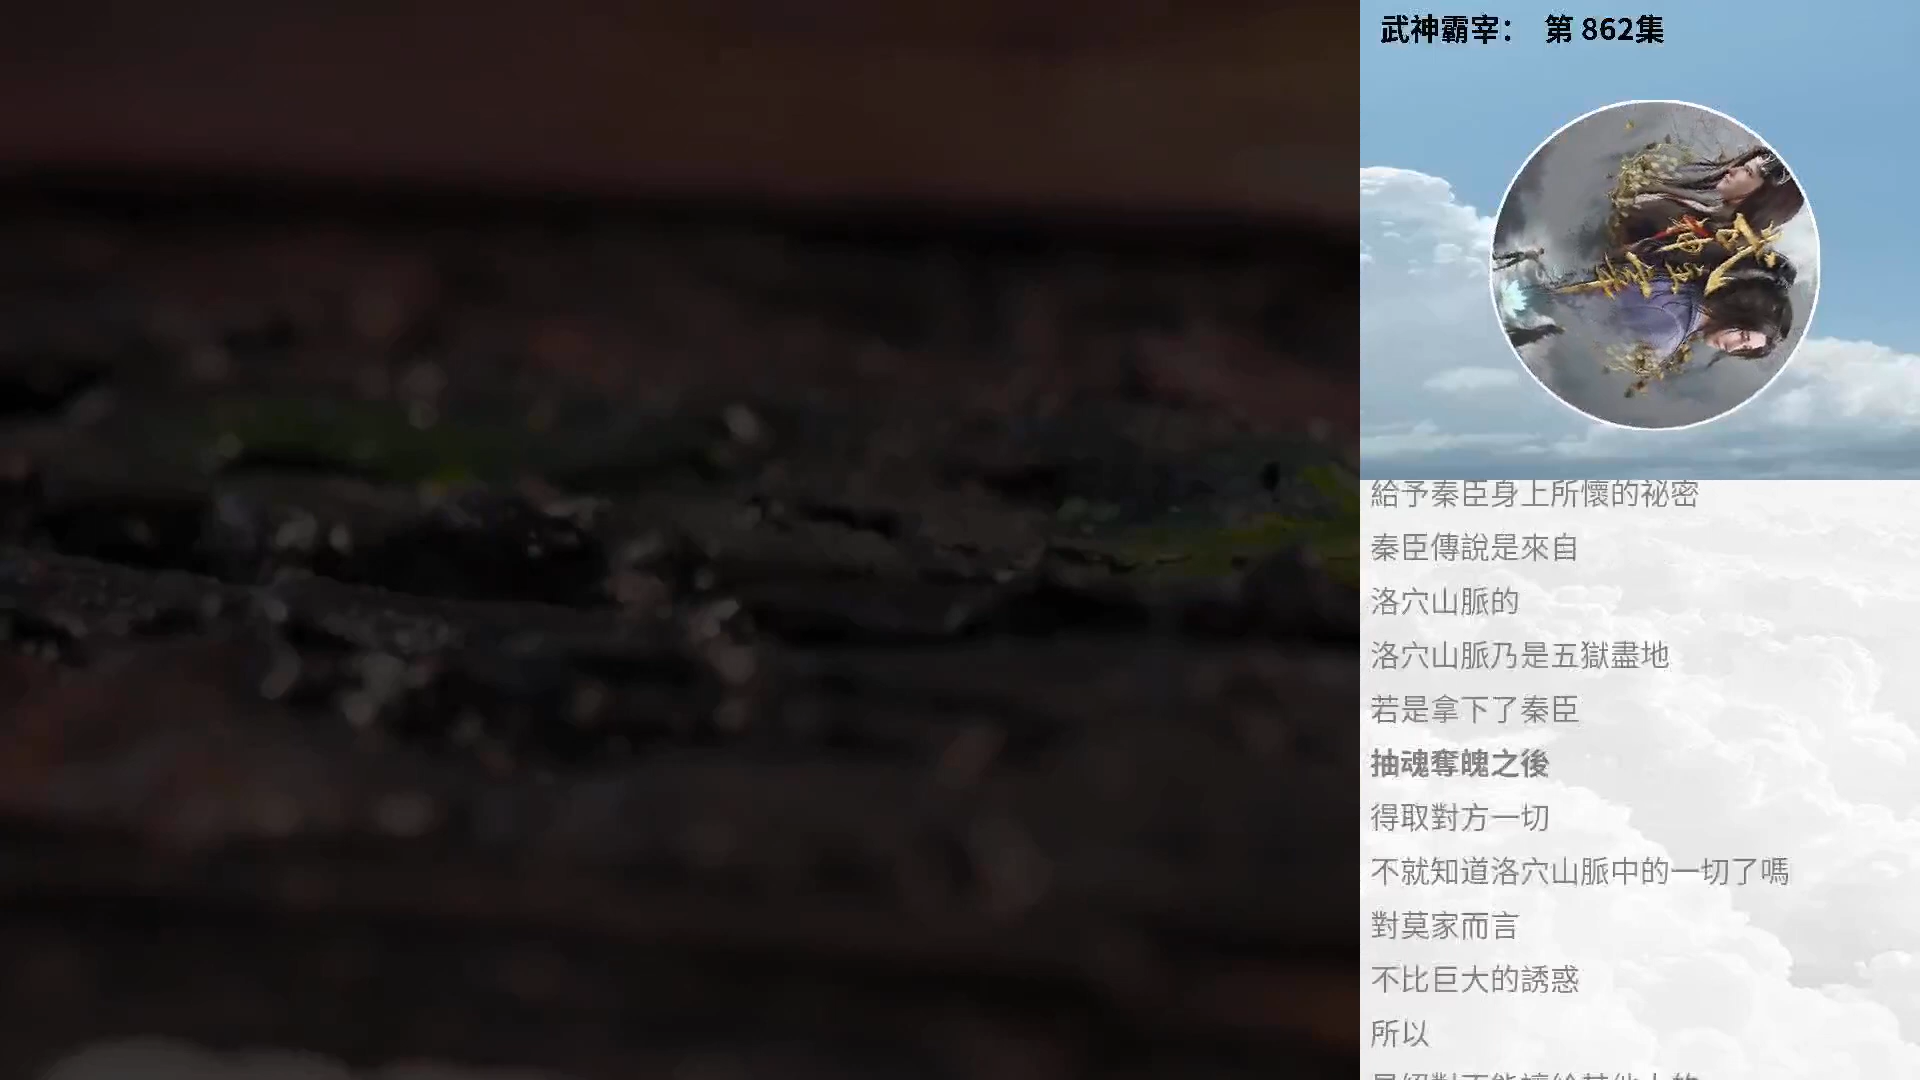 武神霸宰： 第 862集
給予秦臣身上所懷的祕密
秦臣傳說是來自
洛穴山脈的
洛穴山脈乃是五獄盡地
若是拿下了秦臣
抽魂奪魄之後
得取對方一切
不就知道洛穴山脈中的一切了嗎
對莫家而言
不比巨大的誘惑
所以